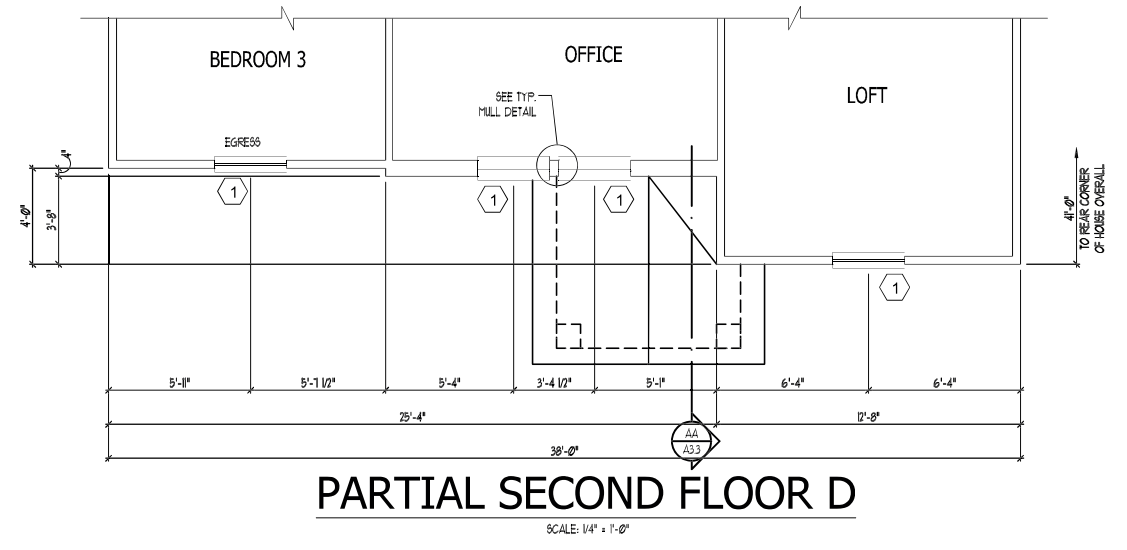 BEDROOM 3
OFFICE
LOFT
SEE TYP.
MULL DETAIL
EGRESS
4"
4'-0"
3'-8"
1
1
1
1
41'-0"
TO REAR CORNER
OF HOUSE OVERALL
5'-11"
5'-7 1/2"
5'-4"
3'-4 1/2"
5'-1"
6'-4"
6'-4"
25'-4"
12'-8"
AA
A3.3
38'-0"
PARTIAL SECOND FLOOR D
SCALE: 1/4" = 1'-0"